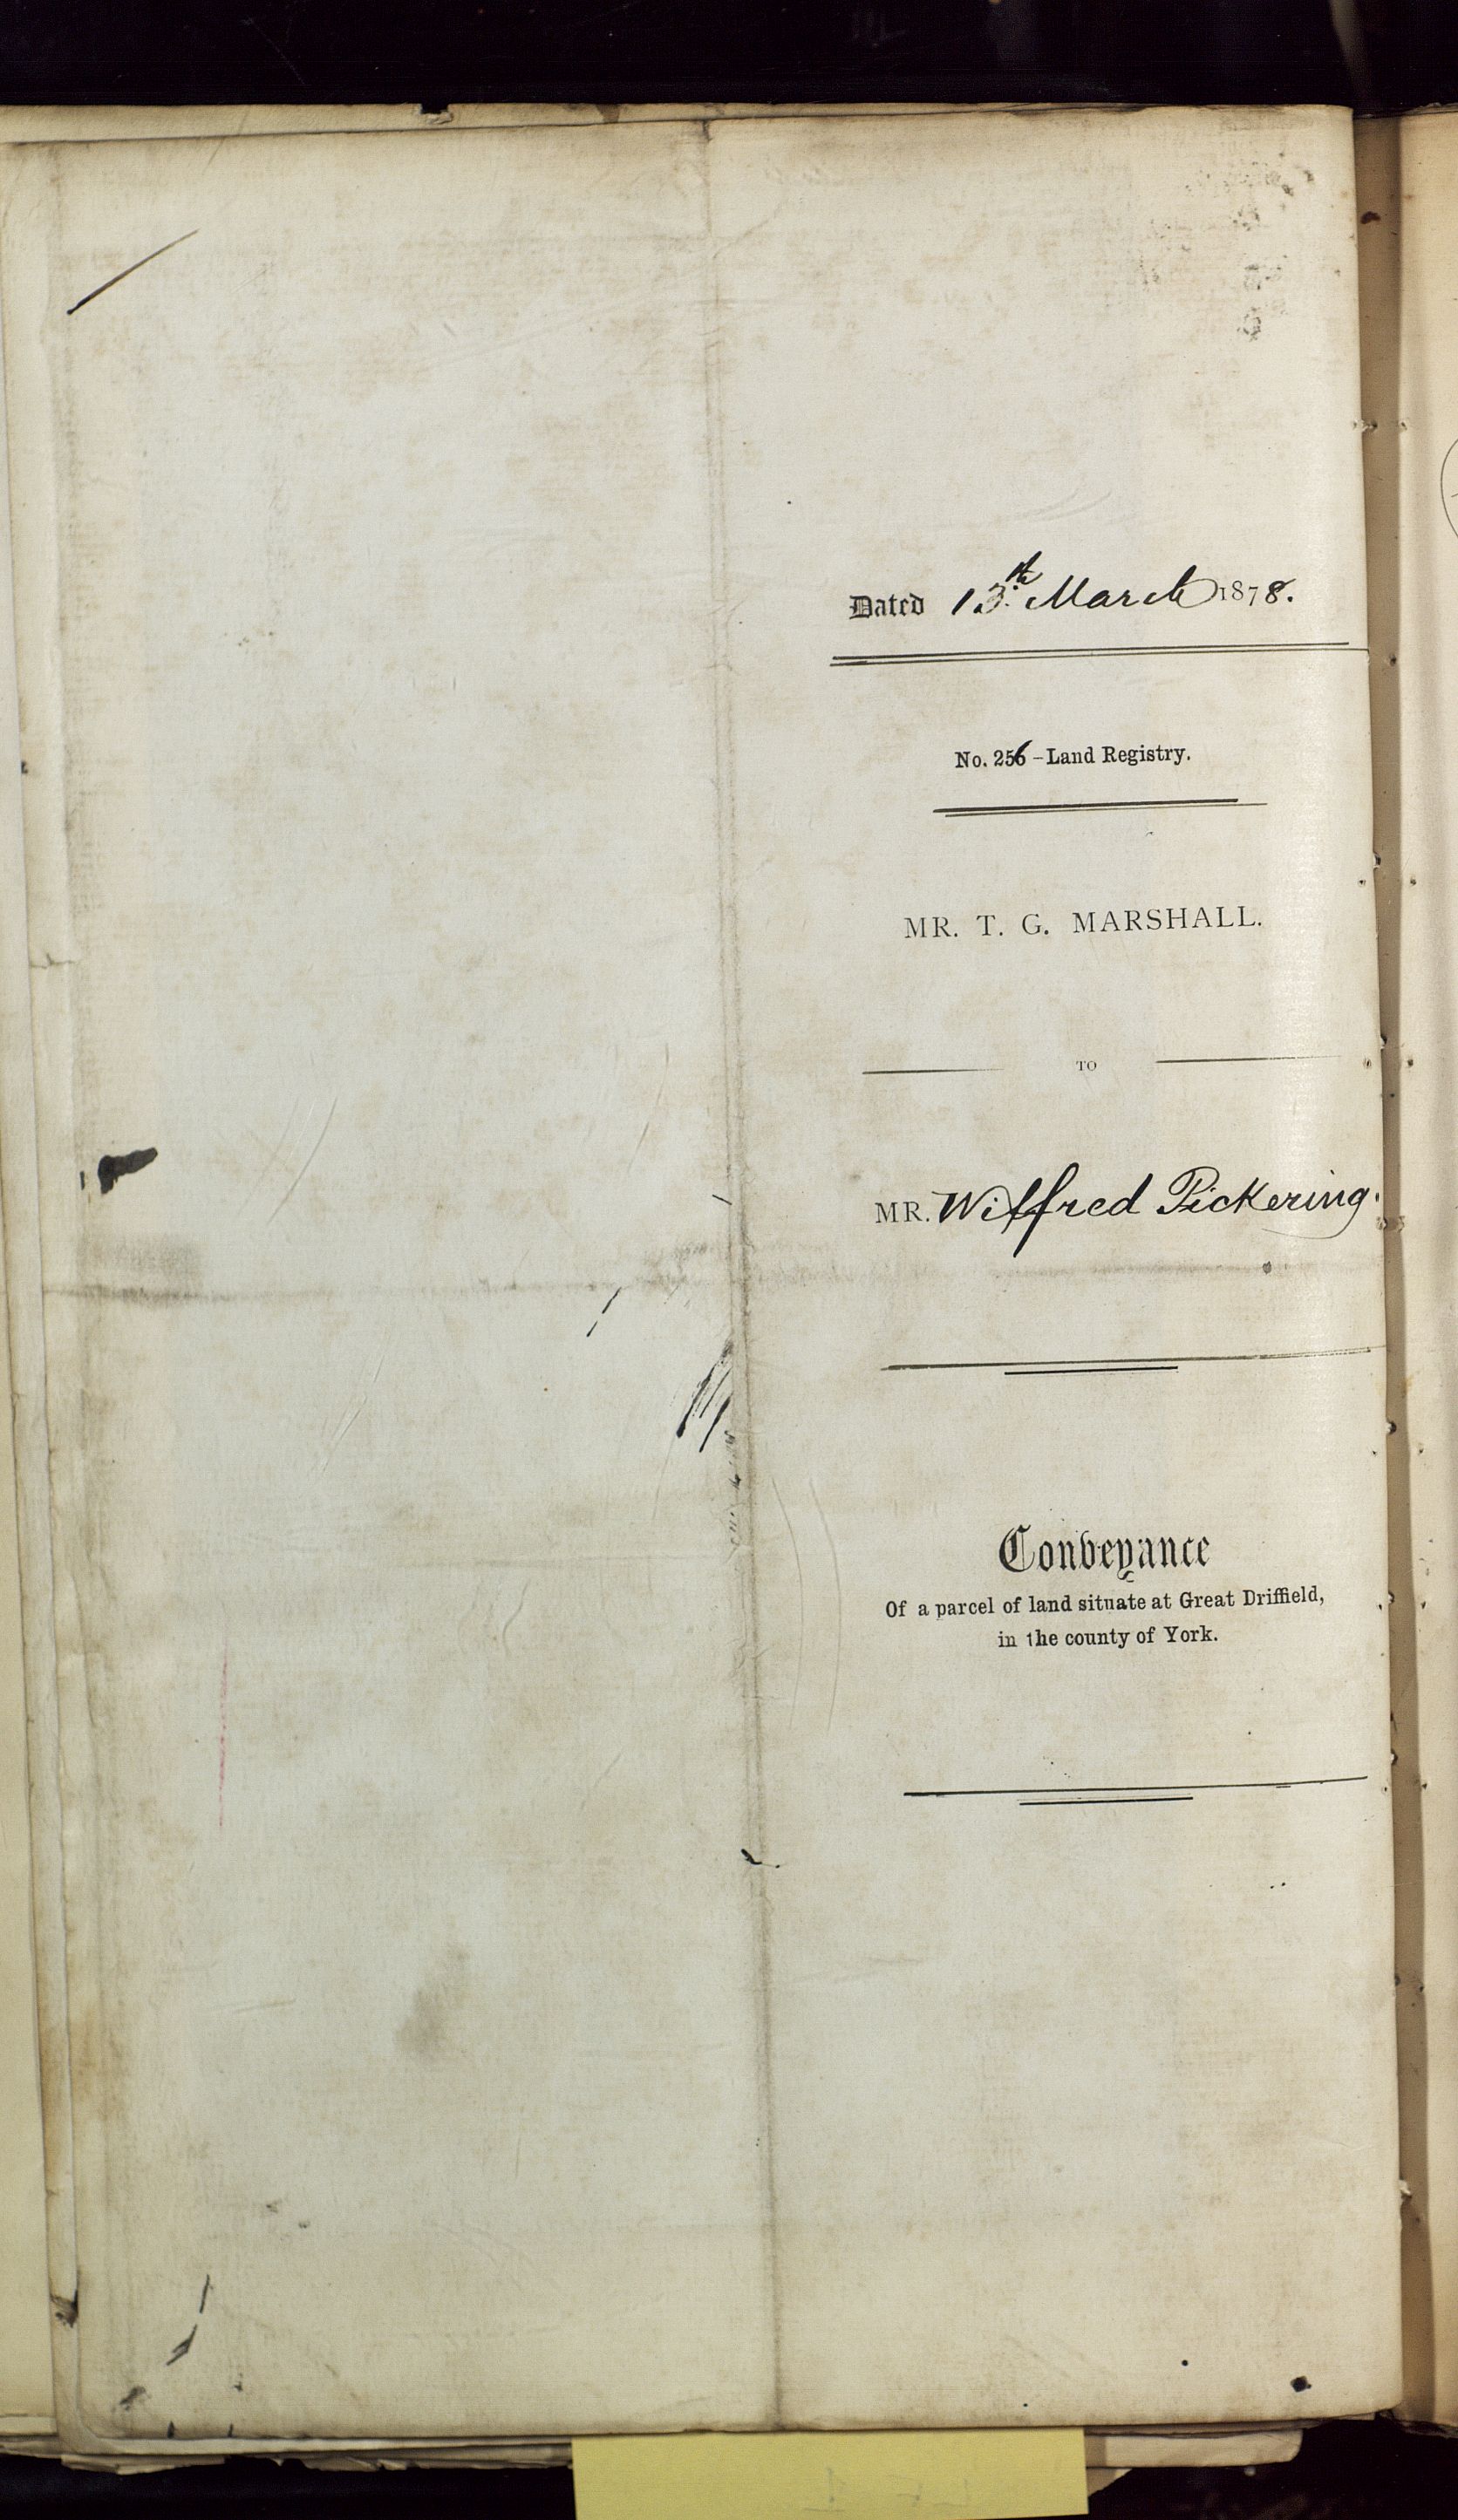 Dated 13th March 1878.
No. 256 - Land Registry.
MR. T. G. MARSHALL.
TO
MR. Wilfred Pickering.
Conveyance
Of a parcel of land situate at Great Driffield,
in the county of York.